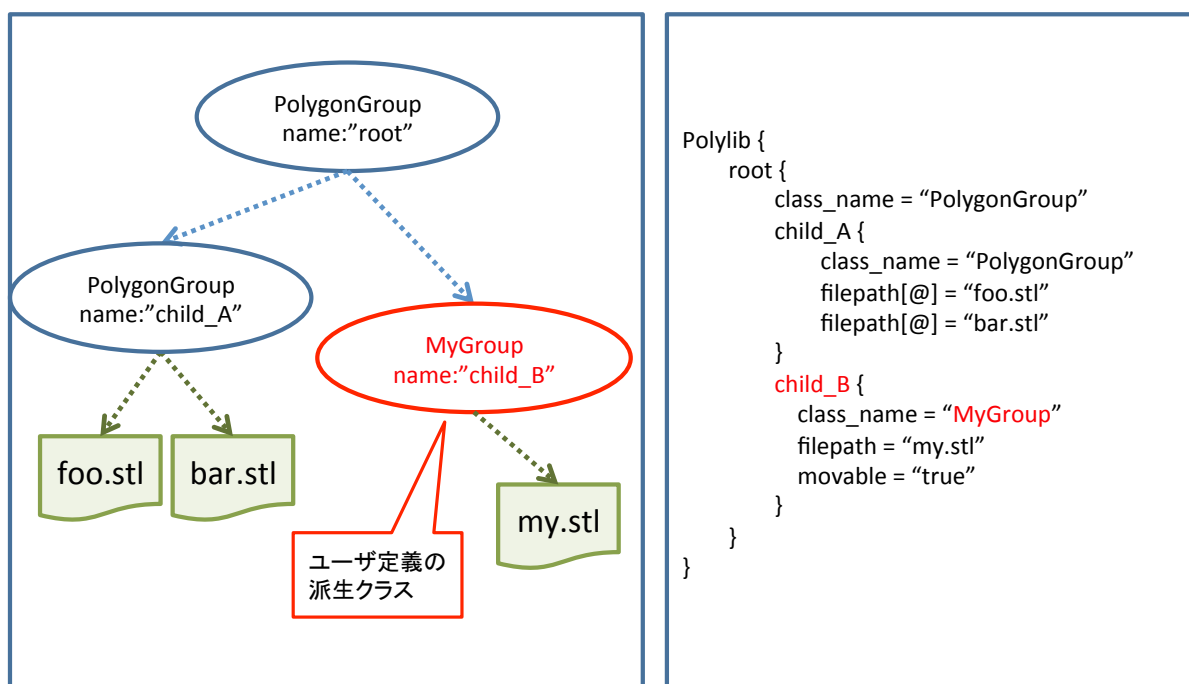 PolygonGroup
name:”root”
PolygonGroup
name:”child_A”
MyGroup
name:”child_B”
foo.stl
bar.stl
my.stl
ユーザ定義の
派生クラス
Polylib {
root {
class_name = “PolygonGroup”
child_A {
class_name = “PolygonGroup”
filepath[@] = “foo.stl”
filepath[@] = “bar.stl”
}
child_B {
class_name = “MyGroup”
filepath = “my.stl”
movable = “true”
}
}
}